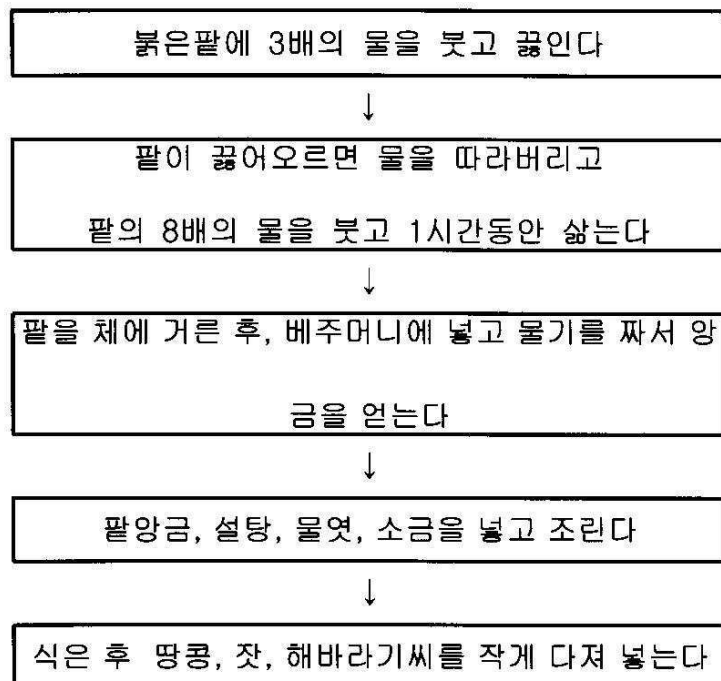 붉은팥에 3배의 물을 붓고 끓인다
↓
팥이 끓어오르면 물을 따라버리고
팥의 8배의 물을 붓고 1시간동안 삶는다
↓
팥을 체에 거른 후, 베주머니에 넣고 물기를 짜서 앙
금을 얻는다
↓
팥앙금, 설탕, 물엿, 소금을 넣고 조린다
↓
식은 후 땅콩, 잣, 해바라기씨를 작게 다져 넣는다